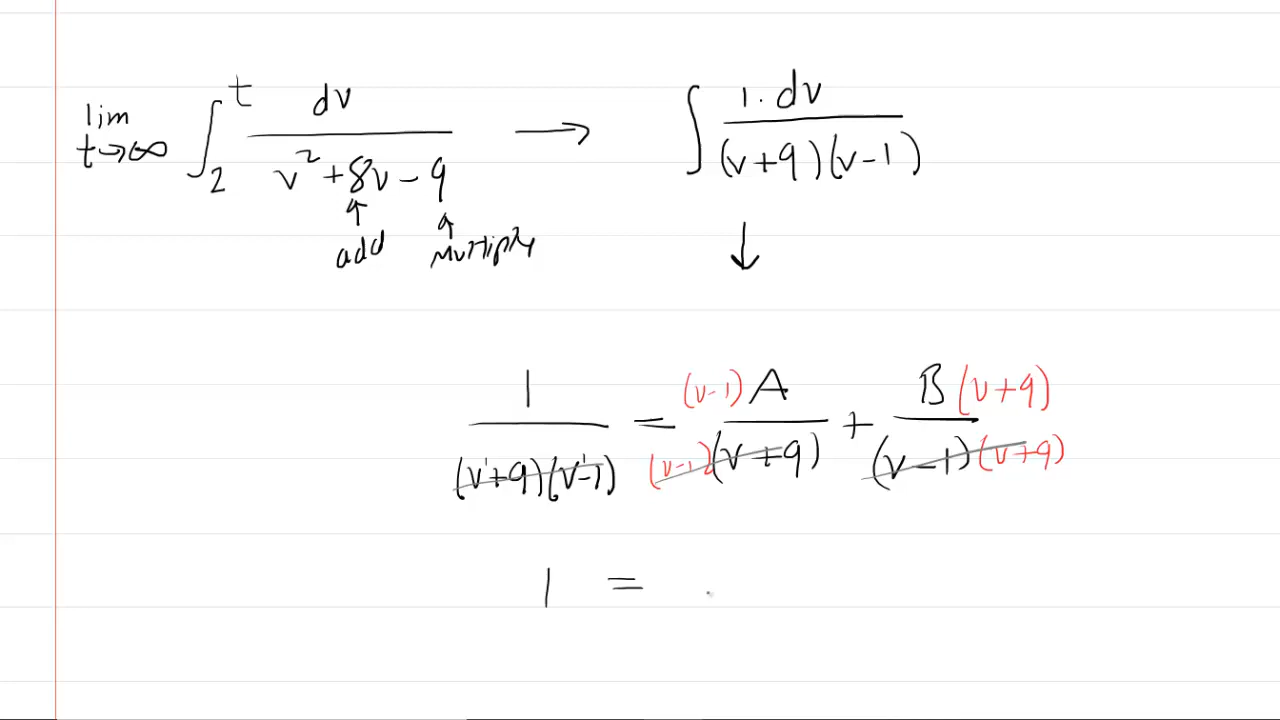 lim t→∞ ∫₂ᵗ dv / (v² + 8v − 9) → ∫ 1·dv / ((v+9)(v−1))
↑ add ↑ Multiply ↓
1 / ((v+9)(v−1)) = (v−1) A / ((v−1)(v+9)) + B (v+9) / ((v−1)(v+9))
1 =